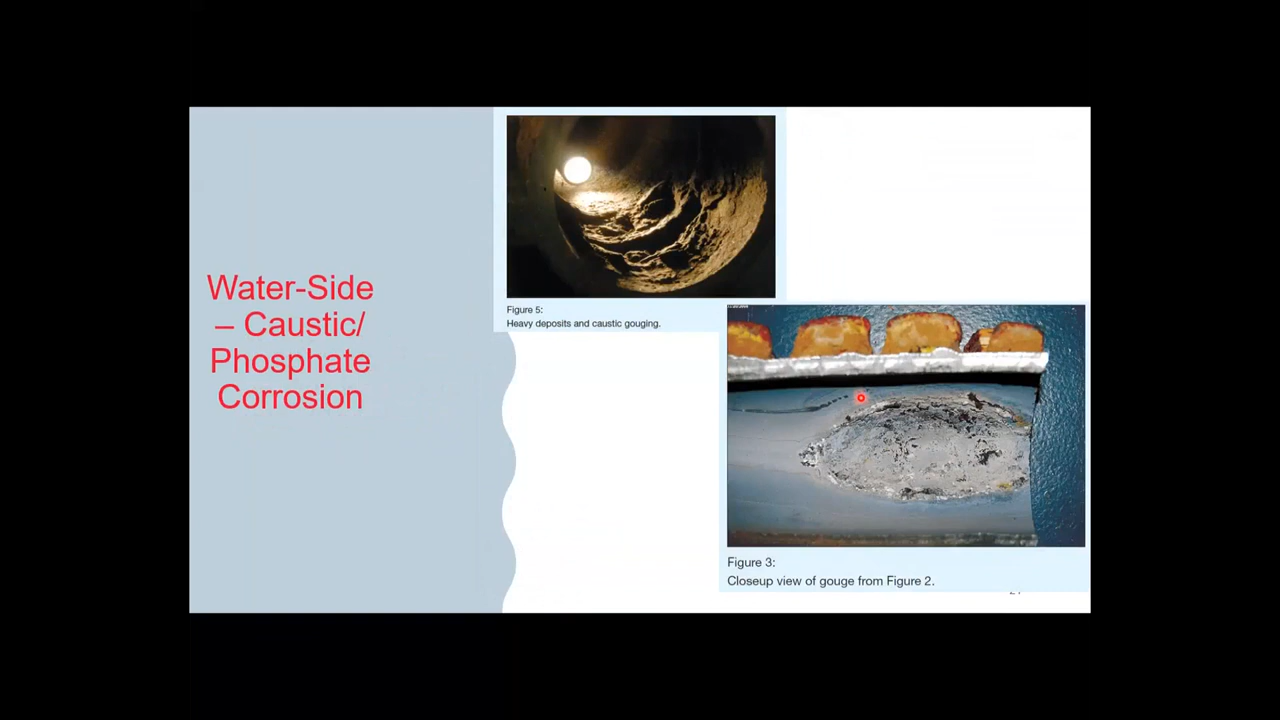 Water-Side
– Caustic/
Phosphate
Corrosion
Figure 5:
Heavy deposits and caustic gouging.
Figure 3:
Closeup view of gouge from Figure 2.